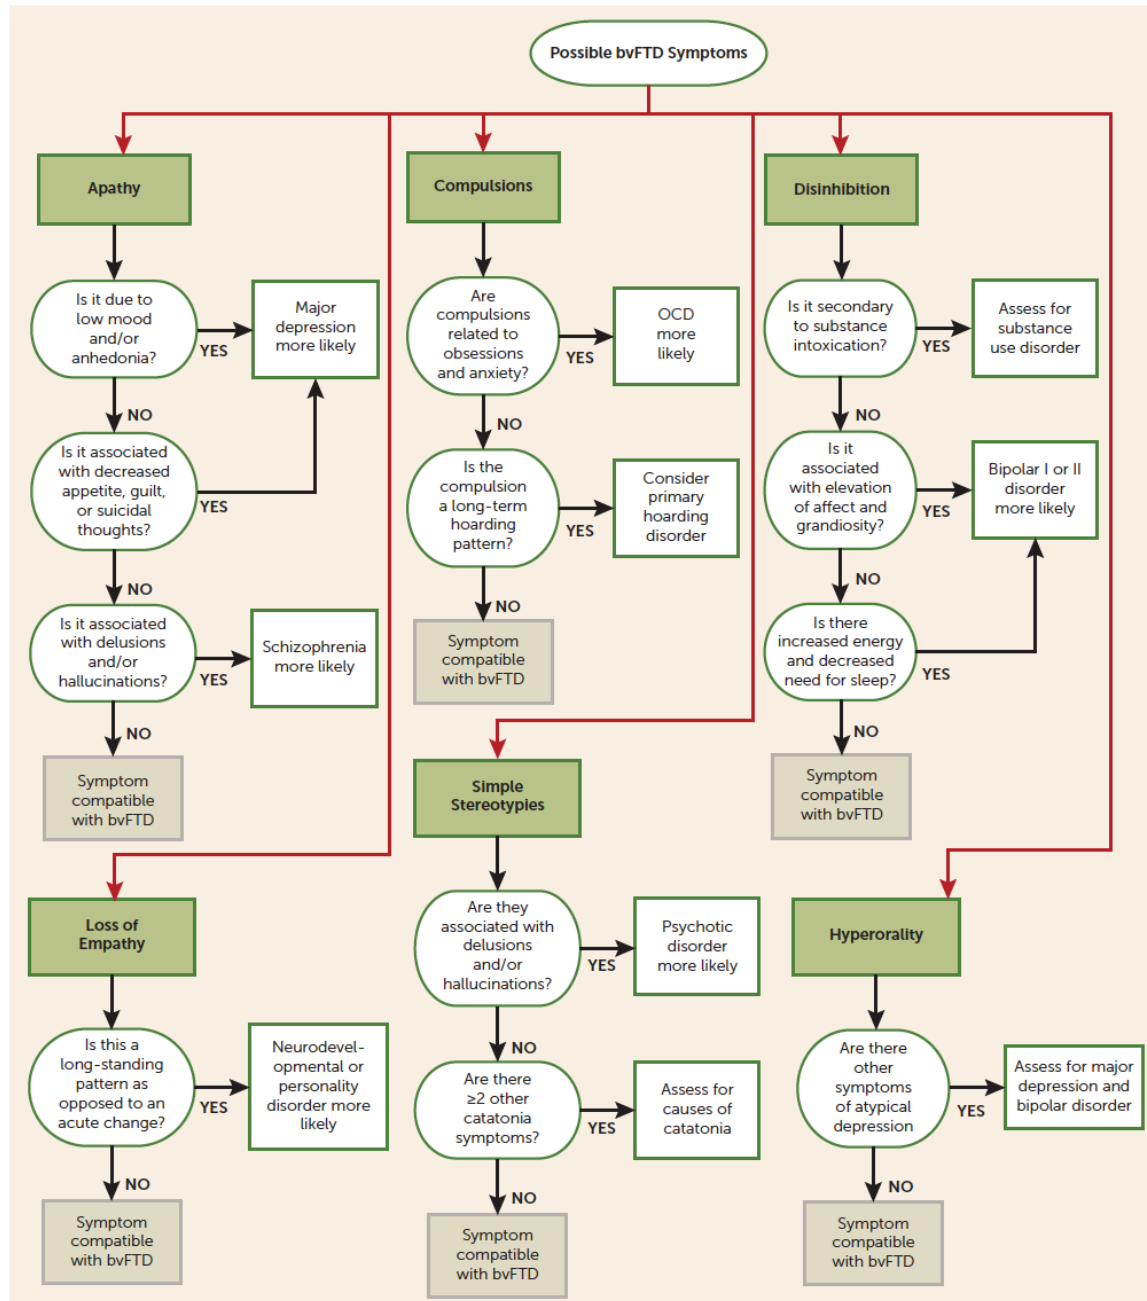 Possible bvFTD Symptoms
Apathy
Is it due to
low mood
and/or
anhedonia?
YES
Major
depression
more likely
NO
Is it associated
with decreased
appetite, guilt,
or suicidal
thoughts?
YES
NO
Is it associated
with delusions
and/or
hallucinations?
YES
Schizophrenia
more likely
NO
Symptom
compatible
with bvFTD
Compulsions
Are
compulsions
related to
obsessions
and anxiety?
YES
OCD
more
likely
NO
Is the
compulsion
a long-term
hoarding
pattern?
YES
Consider
primary
hoarding
disorder
NO
Symptom
compatible
with bvFTD
Disinhibition
Is it secondary
to substance
intoxication?
YES
Assess for
substance
use disorder
NO
Is it
associated
with elevation
of affect and
grandiosity?
YES
Bipolar I or II
disorder
more likely
NO
Is there
increased energy
and decreased
need for sleep?
YES
NO
Symptom
compatible
with bvFTD
Loss of
Empathy
Is this a
long-standing
pattern as
opposed to an
acute change?
YES
Neurodevel-
opmental or
personality
disorder more
likely
NO
Symptom
compatible
with bvFTD
Simple
Stereotypies
Are they
associated with
delusions
and/or
hallucinations?
YES
Psychotic
disorder
more likely
NO
Are there
≥2 other
catatonia
symptoms?
YES
Assess for
causes of
catatonia
NO
Symptom
compatible
with bvFTD
Hyperorality
Are there
other
symptoms
of atypical
depression
YES
Assess for major
depression and
bipolar disorder
NO
Symptom
compatible
with bvFTD